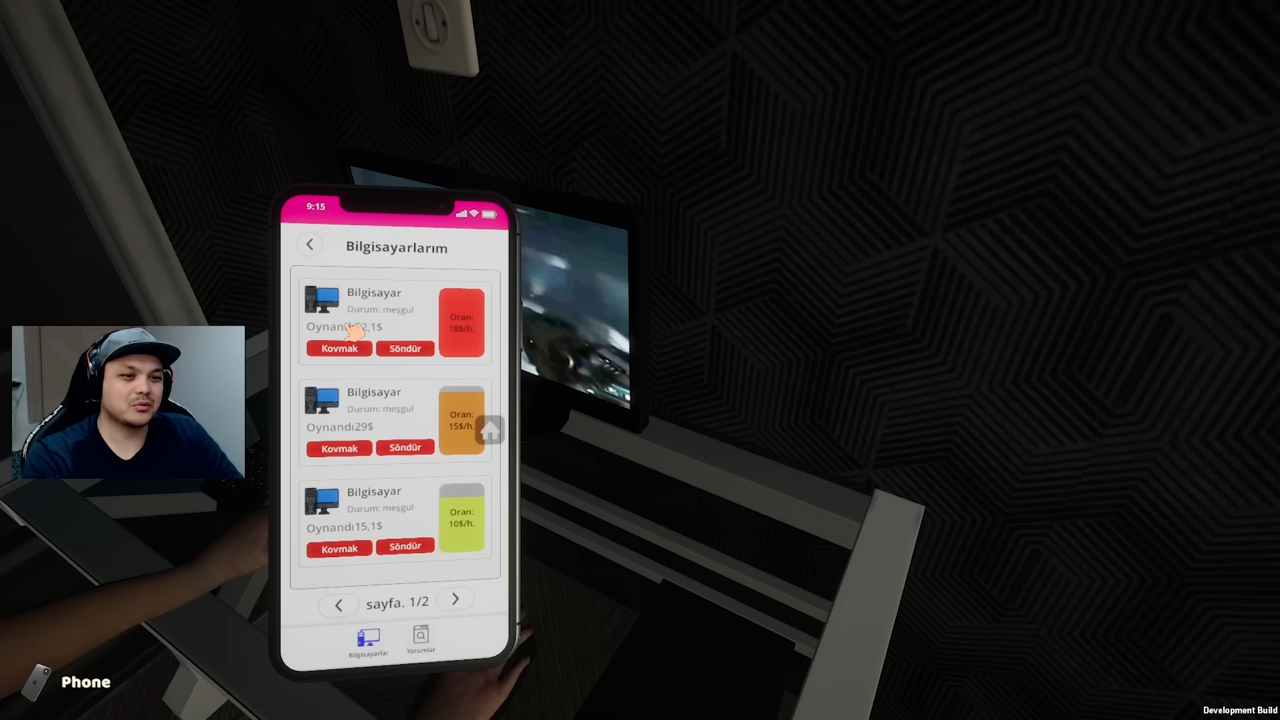 9:15
Bilgisayarlarım
Bilgisayar
Durum: meşgul
Oran:
18$/h.
Kovmak
Söndür
Bilgisayar
Durum: meşgul
Oynandı29$
Oran:
15$/h.
Kovmak
Söndür
Bilgisayar
Durum: meşgul
Oynandı15,1$
Oran:
10$/h.
Kovmak
Söndür
sayfa. 1/2
Bilgisayarlar
Yorumlar
Phone
Development Build